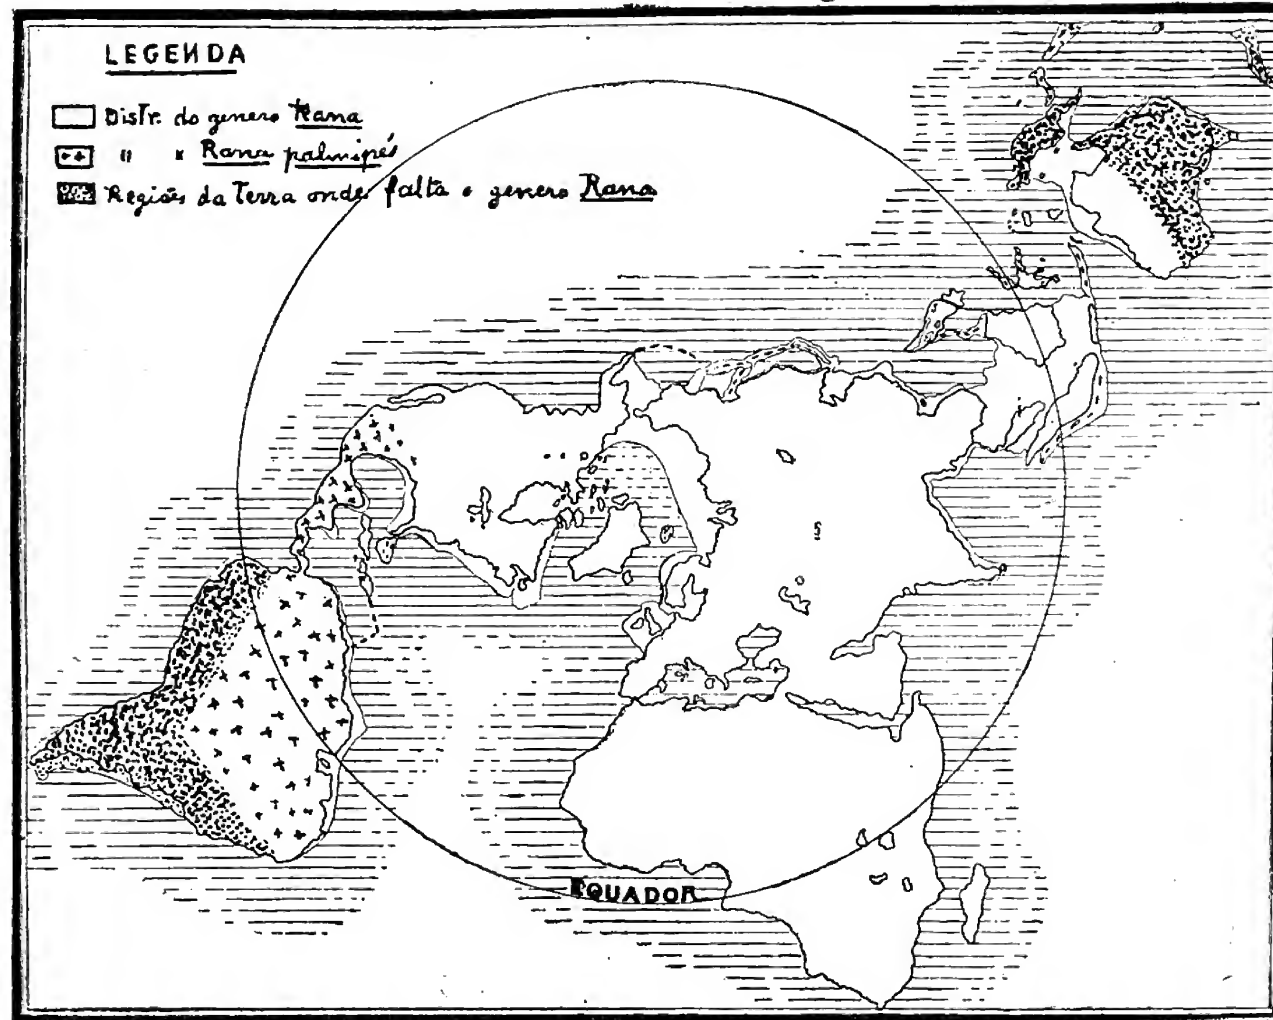 LEGENDA
Distr. do genero Rana
" " Rana palmipés
Regiões da Terra onde falta o genero Rana
EQUADOR